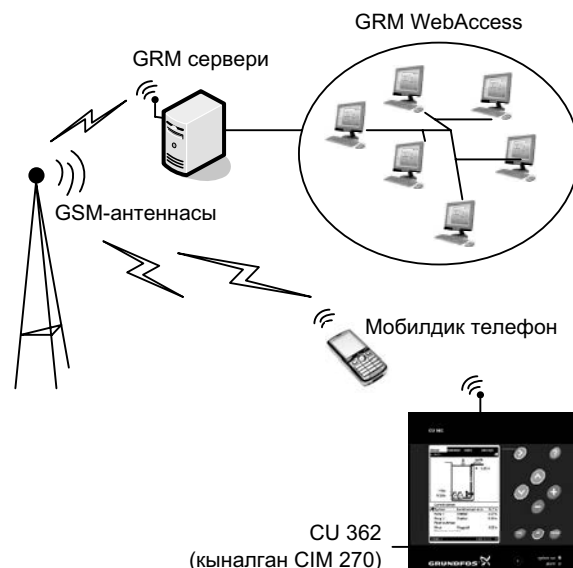 GRM WebAccess
GRM сервери
GSM-антеннасы
Мобилдик телефон
CU 362
(кыналган CIM 270)
GRUNDFOS